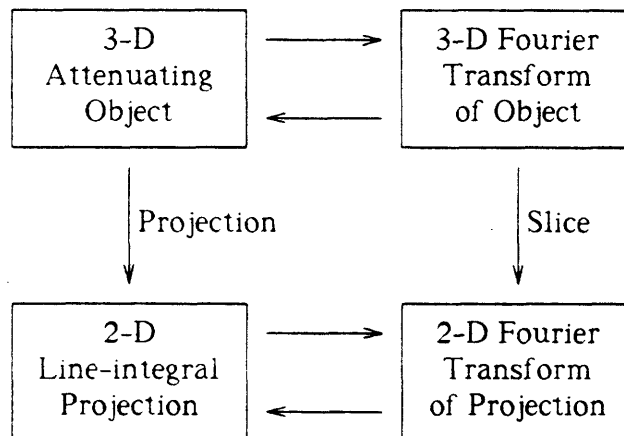 3-D
Attenuating
Object
3-D Fourier
Transform
of Object
Projection
Slice
2-D
Line-integral
Projection
2-D Fourier
Transform
of Projection